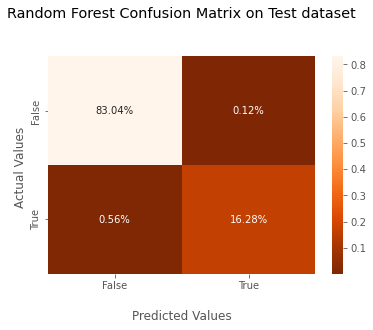 Random Forest Confusion Matrix on Test dataset
Actual Values
False
True
83.04%
0.12%
0.56%
16.28%
False
True
Predicted Values
0.8
0.7
0.6
0.5
0.4
0.3
0.2
0.1